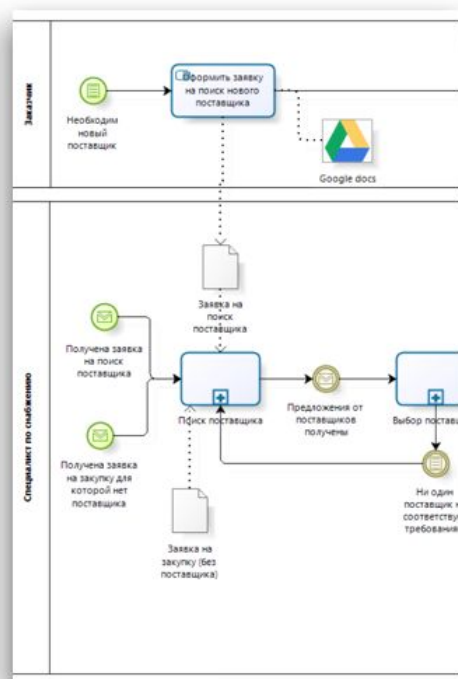 Заказчик
Оформить заявку
на поиск нового
поставщика
Необходим
новый
поставщик
Google docs
Специалист по снабжению
Заявка на
поиск
поставщика
Получена заявка
на поиск
поставщика
Поиск поставщика
Предложения от
поставщиков
получены
Выбор
Получена заявка
на закупку для
которой нет
поставщика
Ни один
поставщик
Заявка на
закупку (без
поставщика)